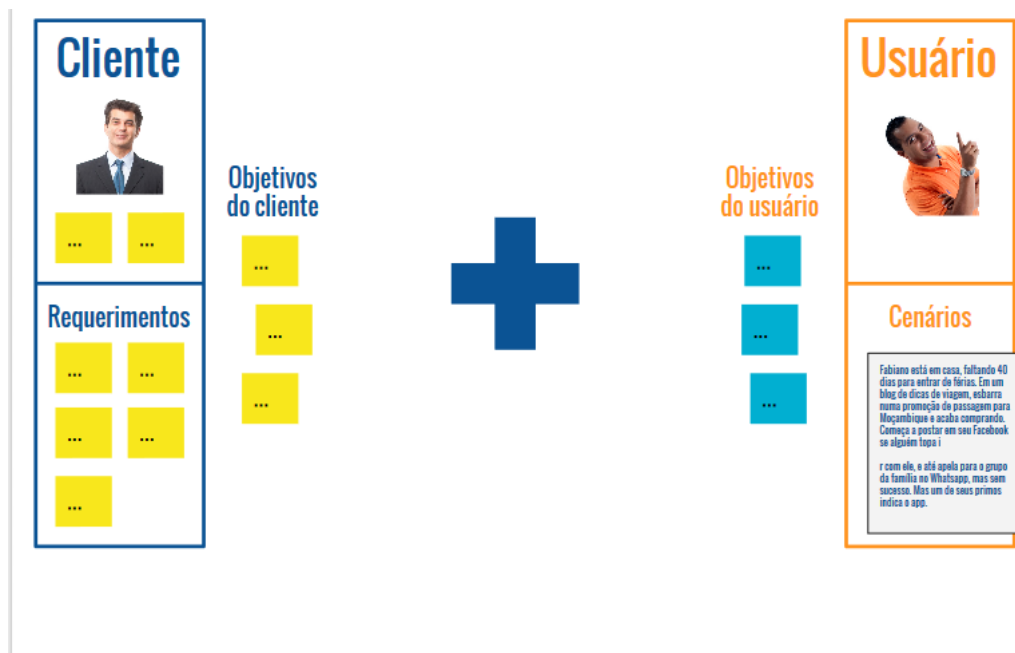 Cliente
...
...
Requerimentos
...
...
...
...
...
Objetivos
do cliente
...
...
...
Objetivos
do usuário
...
...
...
Usuário
Cenários
Fabiano está em casa, faltando 40
dias para entrar de férias. Em um
blog de dicas de viagem, esbarra
numa promoção de passagem para
Moçambique e acaba comprando.
Começa a postar em seu Facebook
se alguém topa i
r com ele, e até apela para o grupo
da família no Whatsapp, mas sem
sucesso. Mas um de seus primos
indica o app.